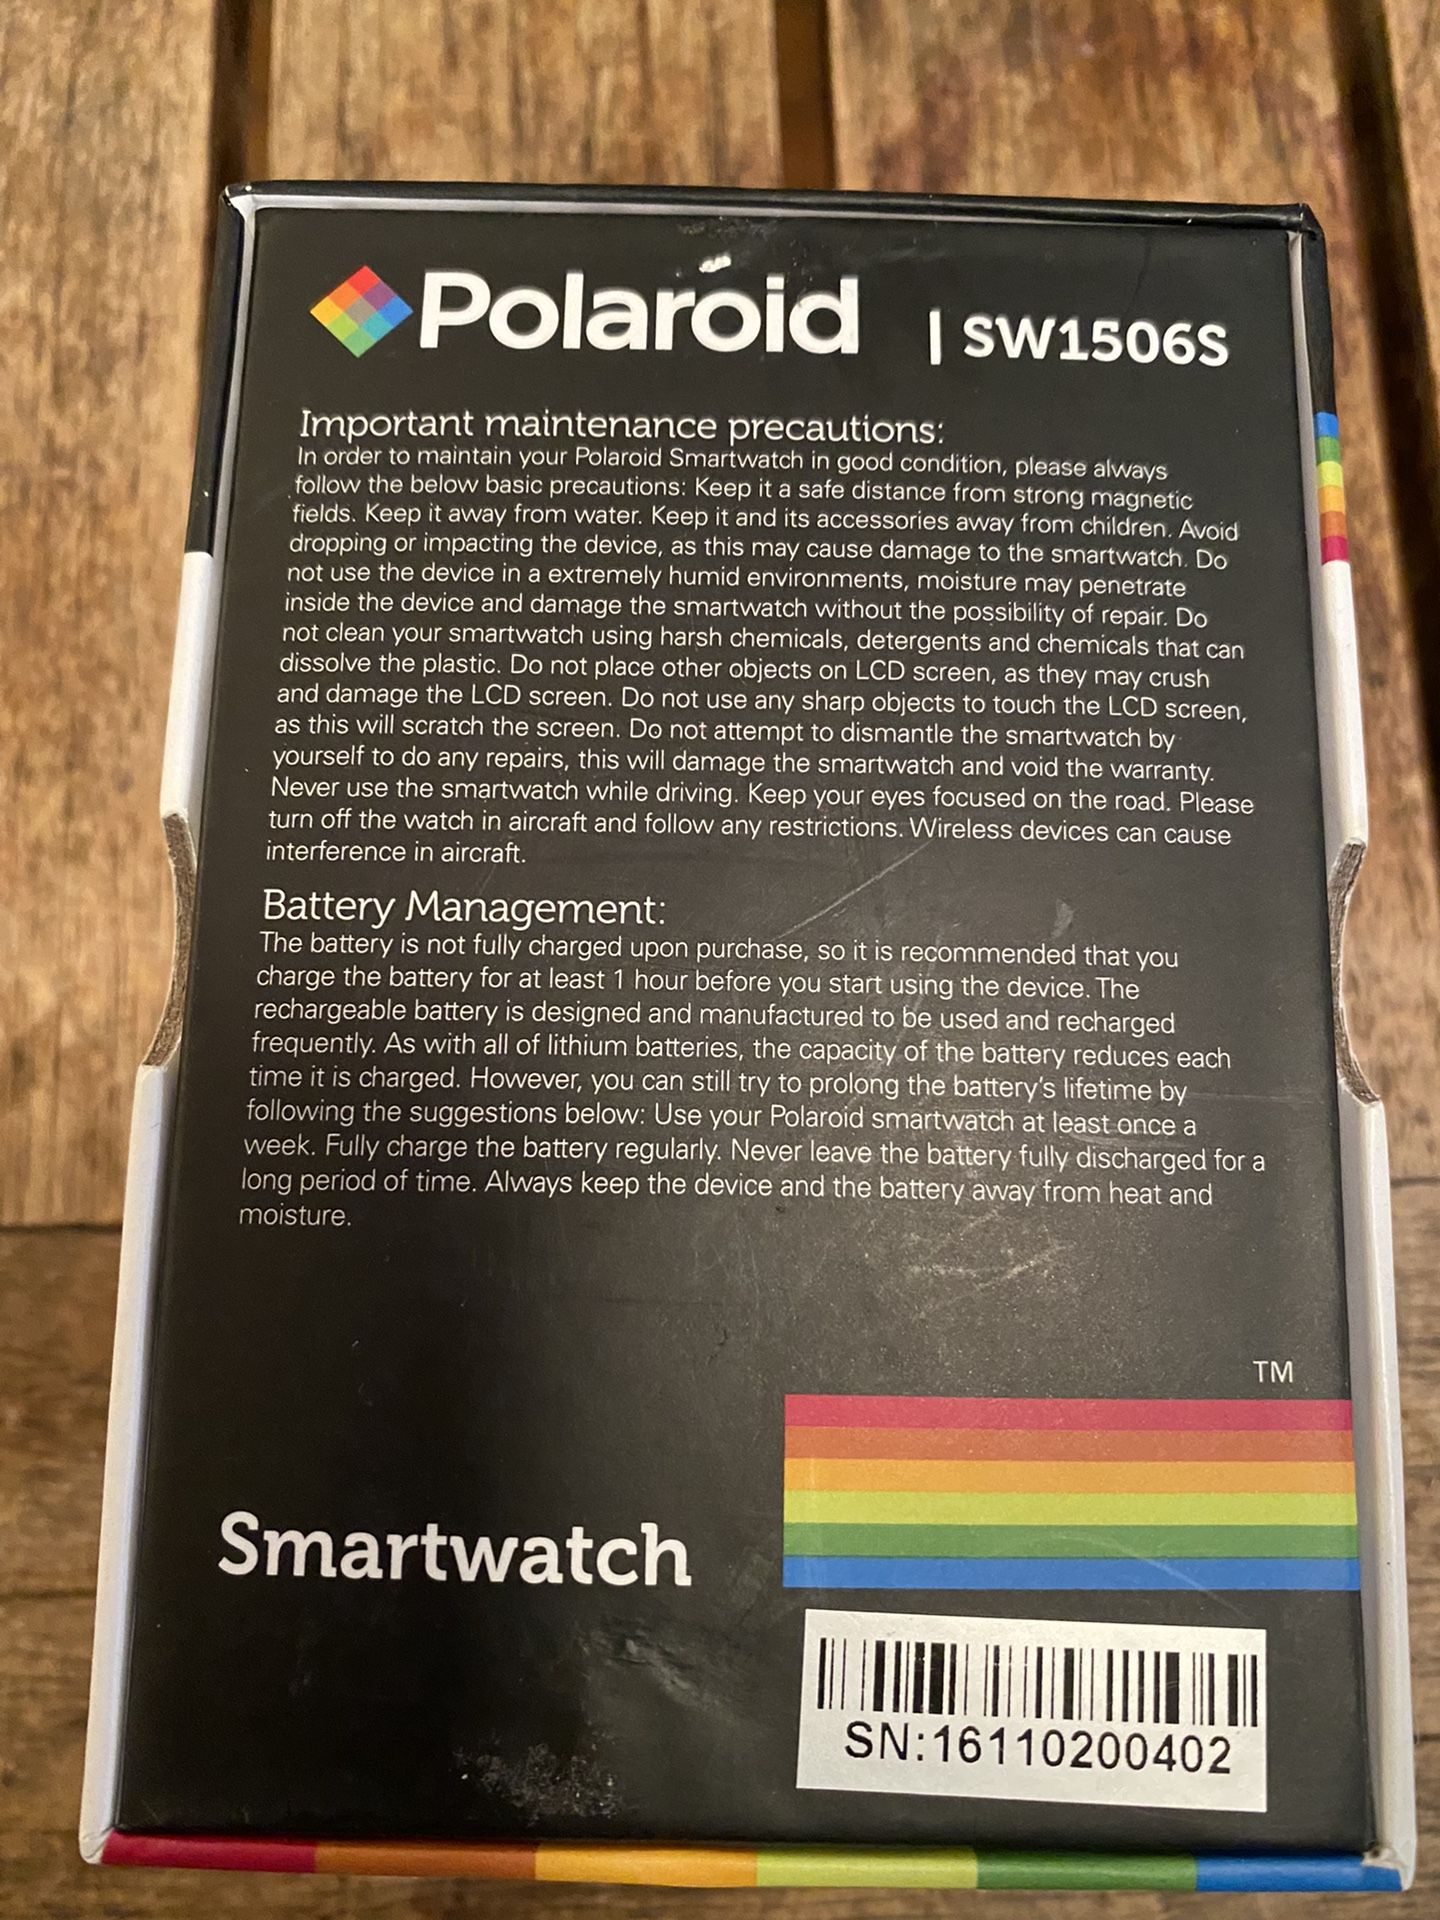 Polaroid | SW1506S
Important maintenance precautions:
In order to maintain your Polaroid Smartwatch in good condition, please always
follow the below basic precautions: Keep it a safe distance from strong magnetic
fields. Keep it away from water. Keep it and its accessories away from children. Avoid
dropping or impacting the device, as this may cause damage to the smartwatch. Do
not use the device in a extremely humid environments, moisture may penetrate
inside the device and damage the smartwatch without the possibility of repair. Do
not clean your smartwatch using harsh chemicals, detergents and chemicals that can
dissolve the plastic. Do not place other objects on LCD screen, as they may crush
and damage the LCD screen. Do not use any sharp objects to touch the LCD screen,
as this will scratch the screen. Do not attempt to dismantle the smartwatch by
yourself to do any repairs, this will damage the smartwatch and void the warranty.
Never use the smartwatch while driving. Keep your eyes focused on the road. Please
turn off the watch in aircraft and follow any restrictions. Wireless devices can cause
interference in aircraft.
Battery Management:
The battery is not fully charged upon purchase, so it is recommended that you
charge the battery for at least 1 hour before you start using the device. The
rechargeable battery is designed and manufactured to be used and recharged
frequently. As with all of lithium batteries, the capacity of the battery reduces each
time it is charged. However, you can still try to prolong the battery's lifetime by
following the suggestions below: Use your Polaroid smartwatch at least once a
week. Fully charge the battery regularly. Never leave the battery fully discharged for a
long period of time. Always keep the device and the battery away from heat and
moisture.
TM
Smartwatch
SN:16110200402